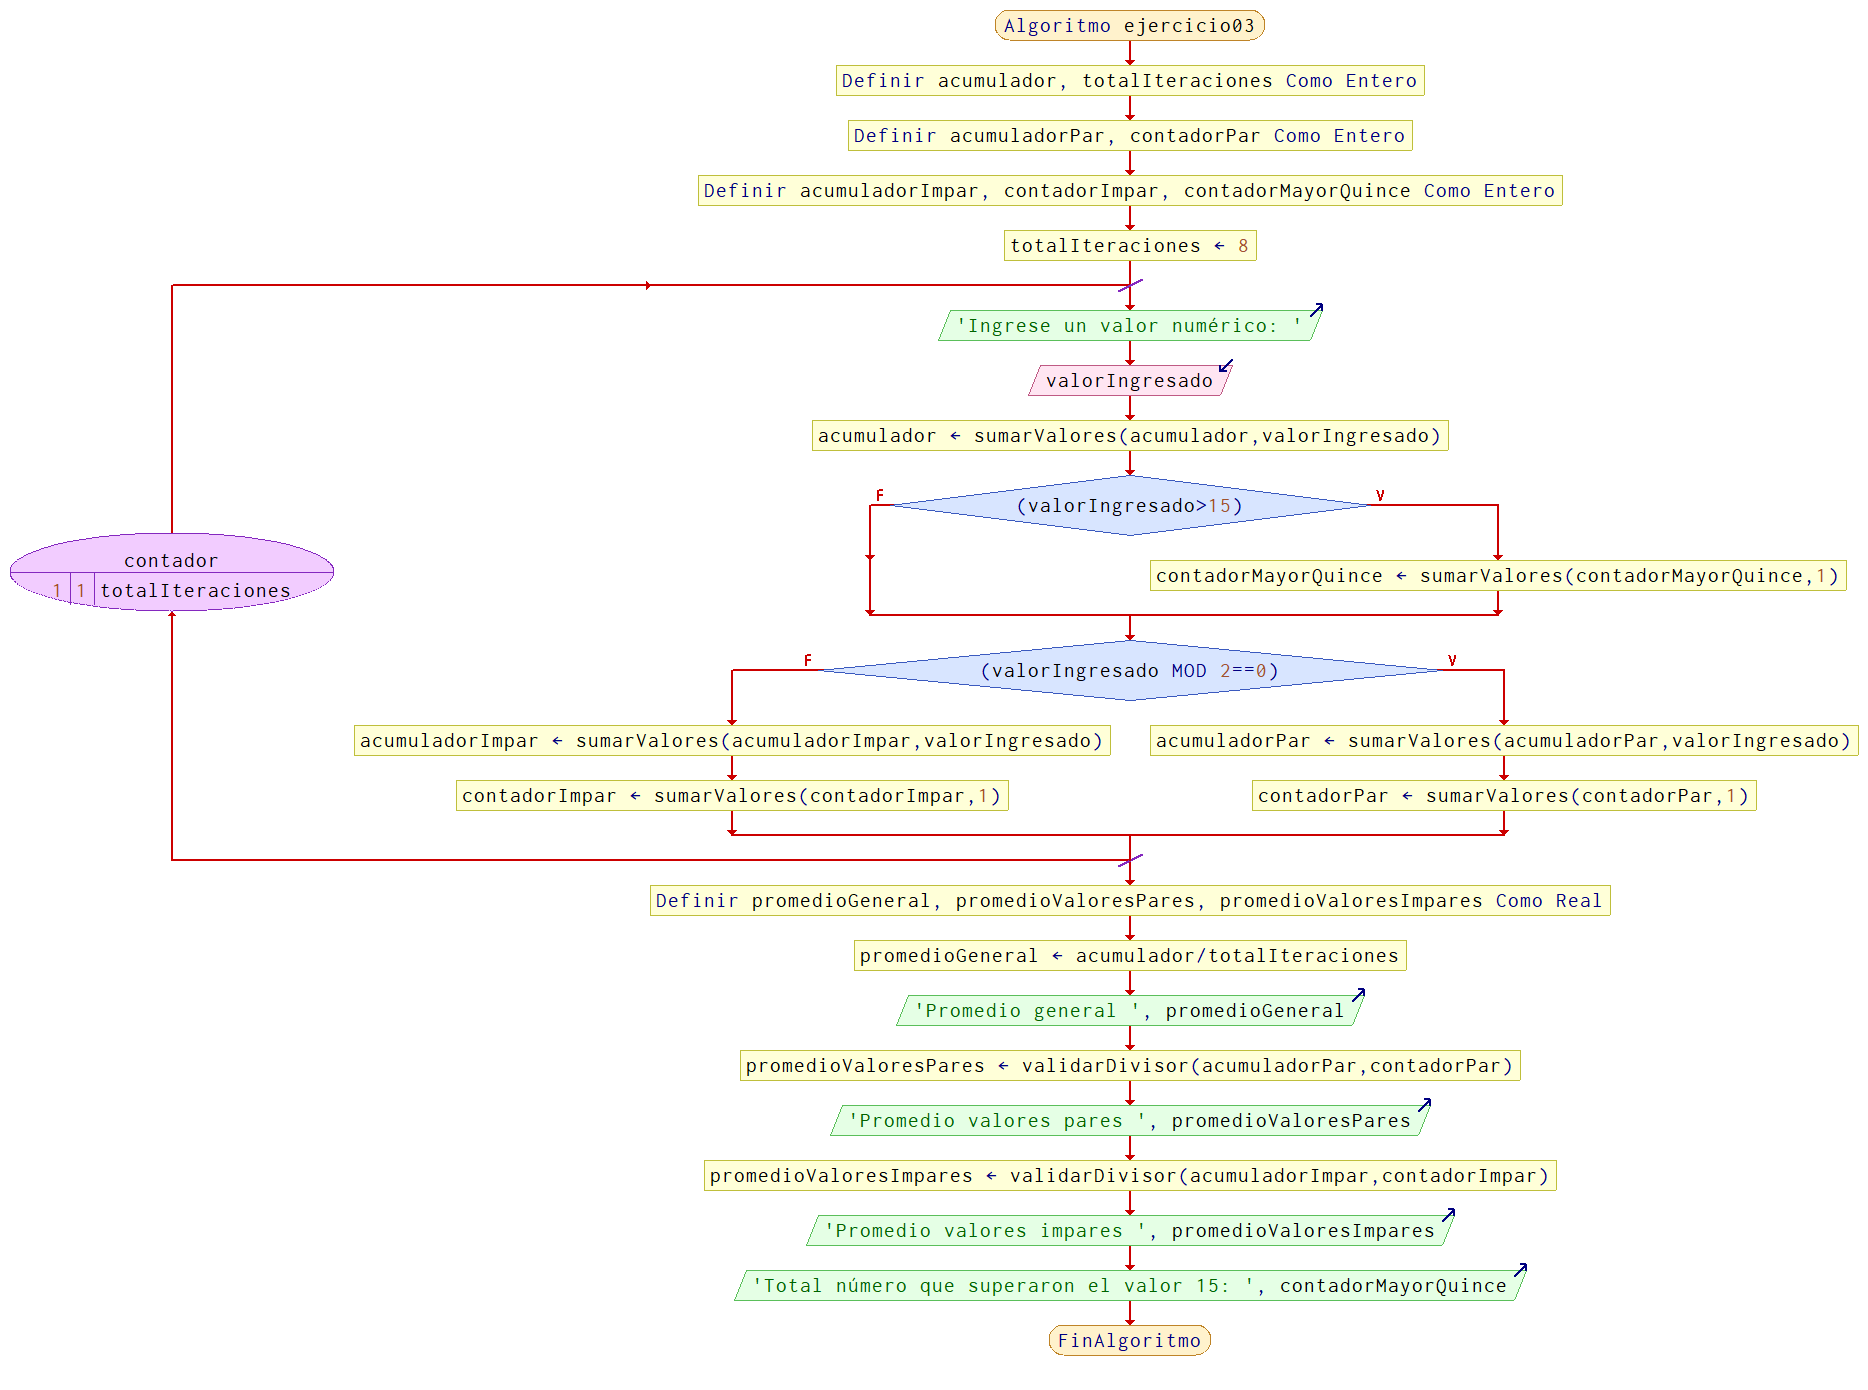 Algoritmo ejercicio03
Definir acumulador, totalIteraciones Como Entero
Definir acumuladorPar, contadorPar Como Entero
Definir acumuladorImpar, contadorImpar, contadorMayorQuince Como Entero
totalIteraciones ← 8
'Ingrese un valor numérico: '
valorIngresado
acumulador ← sumarValores(acumulador,valorIngresado)
F
V
(valorIngresado>15)
contador
1 1 totalIteraciones
contadorMayorQuince ← sumarValores(contadorMayorQuince,1)
F
V
(valorIngresado MOD 2==0)
acumuladorImpar ← sumarValores(acumuladorImpar,valorIngresado)
acumuladorPar ← sumarValores(acumuladorPar,valorIngresado)
contadorImpar ← sumarValores(contadorImpar,1)
contadorPar ← sumarValores(contadorPar,1)
Definir promedioGeneral, promedioValoresPares, promedioValoresImpares Como Real
promedioGeneral ← acumulador/totalIteraciones
'Promedio general ', promedioGeneral
promedioValoresPares ← validarDivisor(acumuladorPar,contadorPar)
'Promedio valores pares ', promedioValoresPares
promedioValoresImpares ← validarDivisor(acumuladorImpar,contadorImpar)
'Promedio valores impares ', promedioValoresImpares
'Total número que superaron el valor 15: ', contadorMayorQuince
FinAlgoritmo